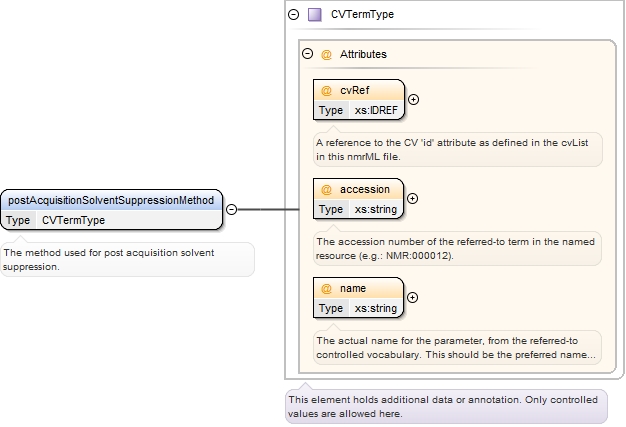 CVTermType
@ Attributes
@ cvRef
Type xs:IDREF
A reference to the CV 'id' attribute as defined in the cvList
in this nmrML file.
@ accession
Type xs:string
The accession number of the referred-to term in the named
resource (e.g.: NMR:000012).
@ name
Type xs:string
The actual name for the parameter, from the referred-to
controlled vocabulary. This should be the preferred name...
postAcquisitionSolventSuppressionMethod
Type CVTermType
The method used for post acquisition solvent
suppression.
This element holds additional data or annotation. Only controlled
values are allowed here.